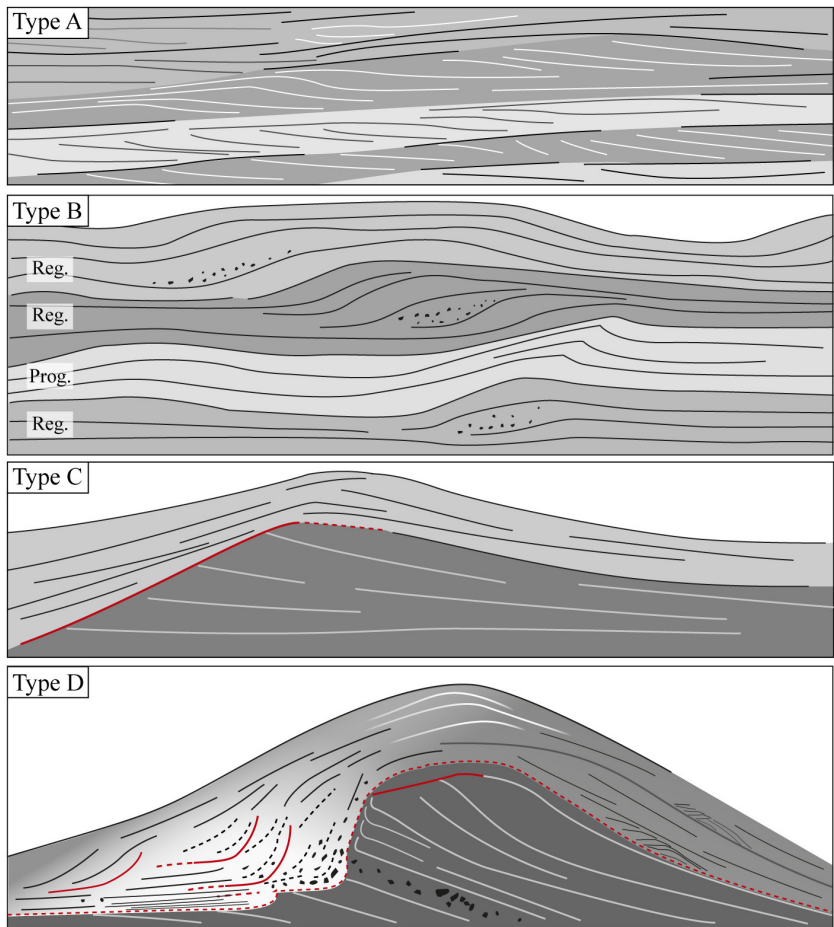 Type A
Type B
Reg.
Reg.
Prog.
Reg.
Type C
Type D